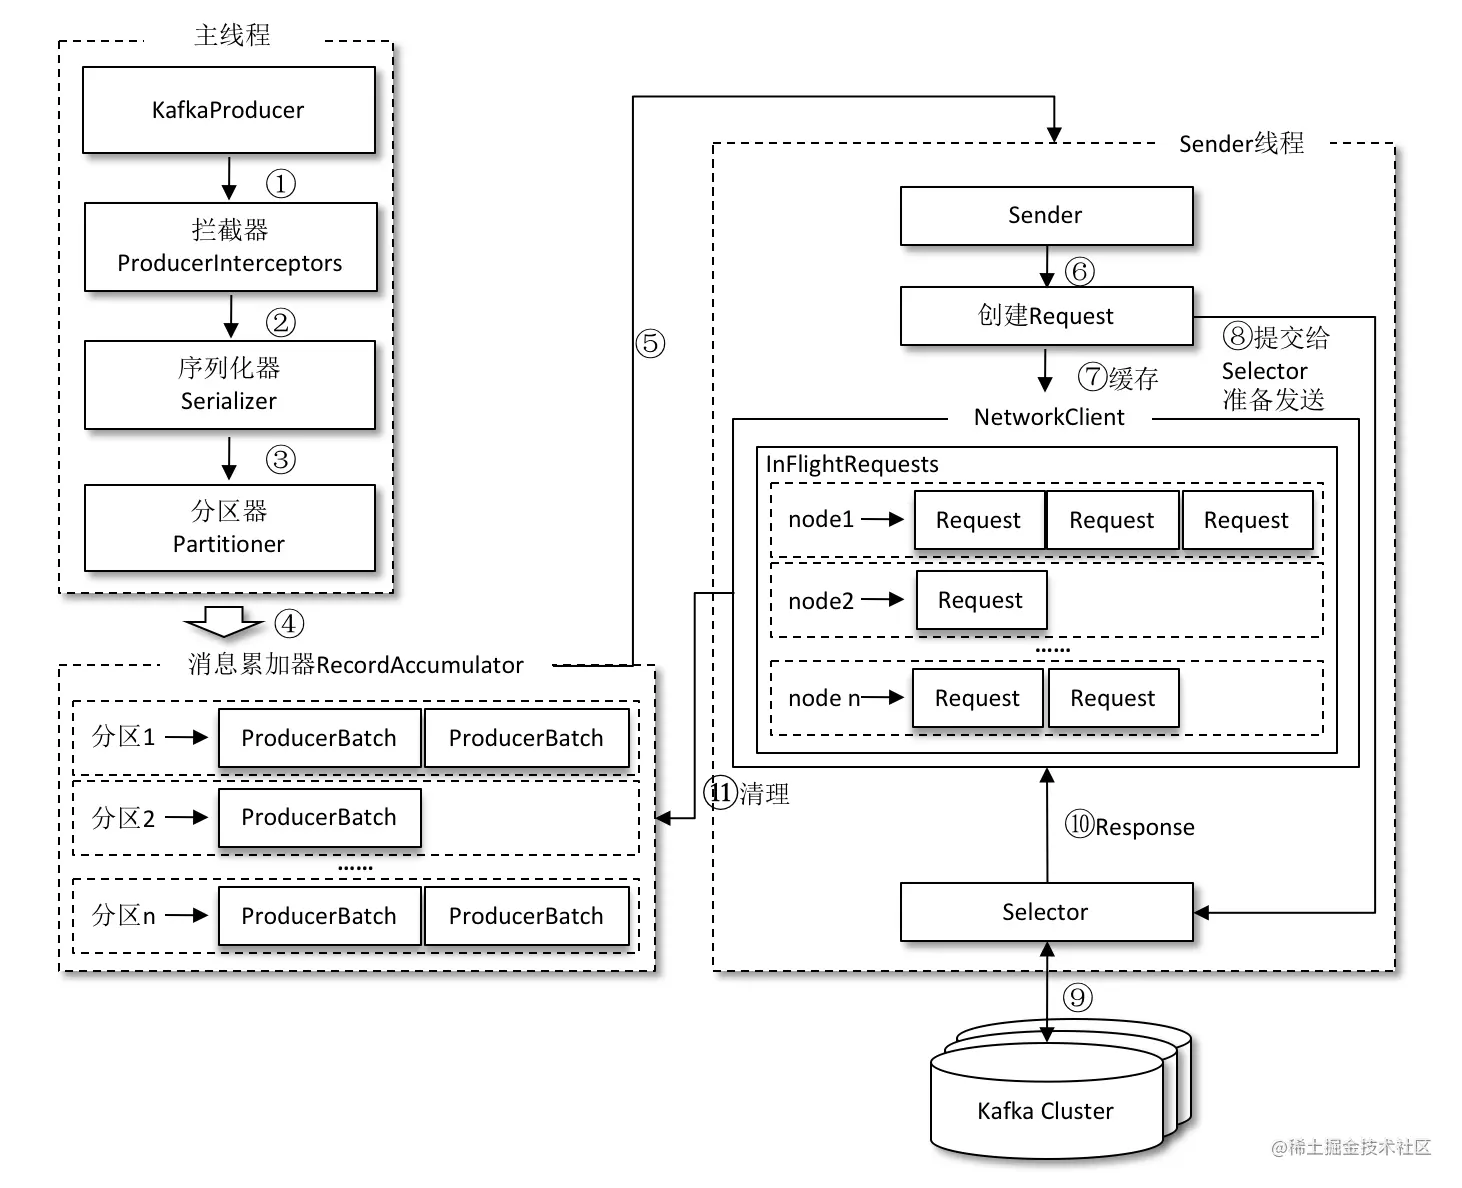 主线程
KafkaProducer
①
拦截器
ProducerInterceptors
②
序列化器
Serializer
③
分区器
Partitioner
④
消息累加器RecordAccumulator
分区1
ProducerBatch
ProducerBatch
分区2
ProducerBatch
......
分区n
ProducerBatch
ProducerBatch
⑤
Sender线程
Sender
⑥
创建Request
⑦缓存
⑧提交给
Selector
准备发送
NetworkClient
InFlightRequests
node1
Request
Request
Request
node2
Request
......
node n
Request
Request
⑪清理
⑩Response
Selector
⑨
Kafka Cluster
@稀土掘金技术社区